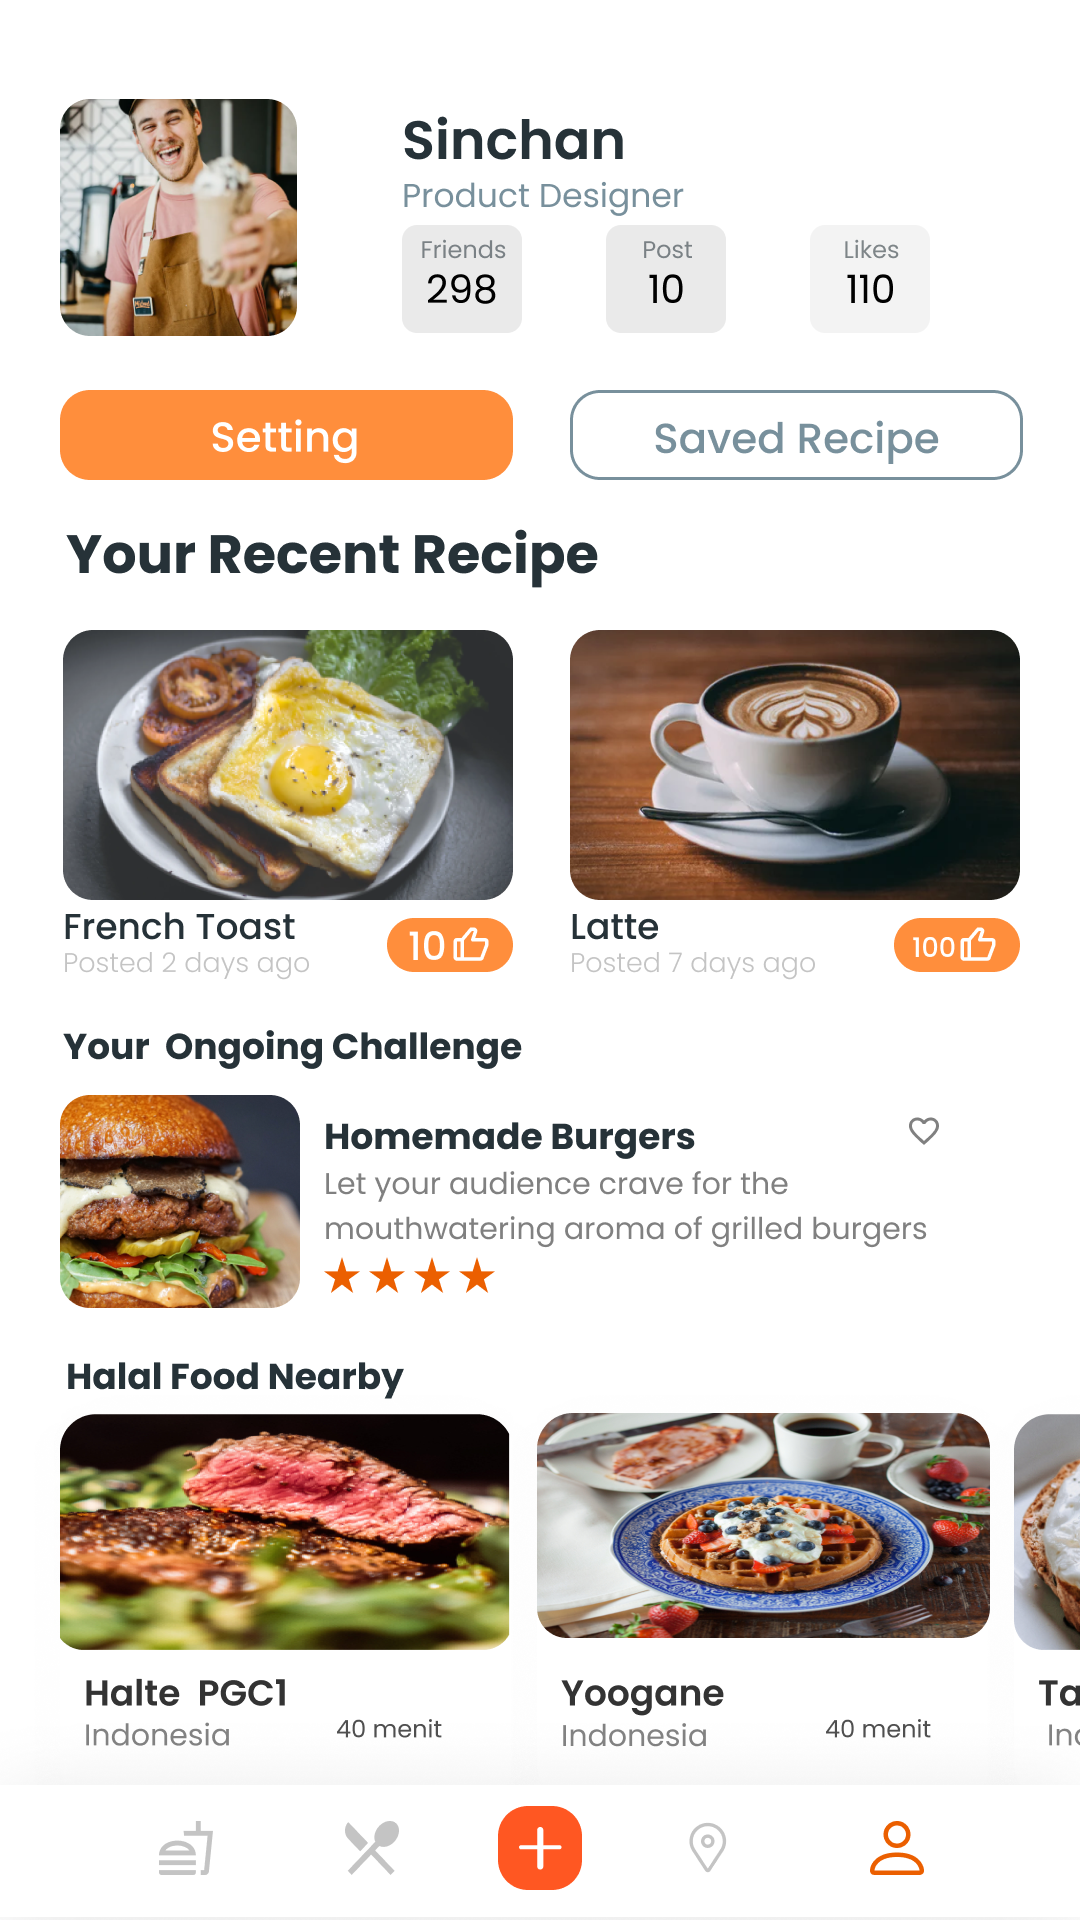 Sinchan
Product Designer
Friends
298
Post
10
Likes
110
Setting
Saved Recipe
Your Recent Recipe
French Toast
Posted 2 days ago
10
Latte
Posted 7 days ago
100
Your Ongoing Challenge
Homemade Burgers
Let your audience crave for the
mouthwatering aroma of grilled burgers
Halal Food Nearby
Halte PGC1
Indonesia
40 menit
Yoogane
Indonesia
40 menit
Ta